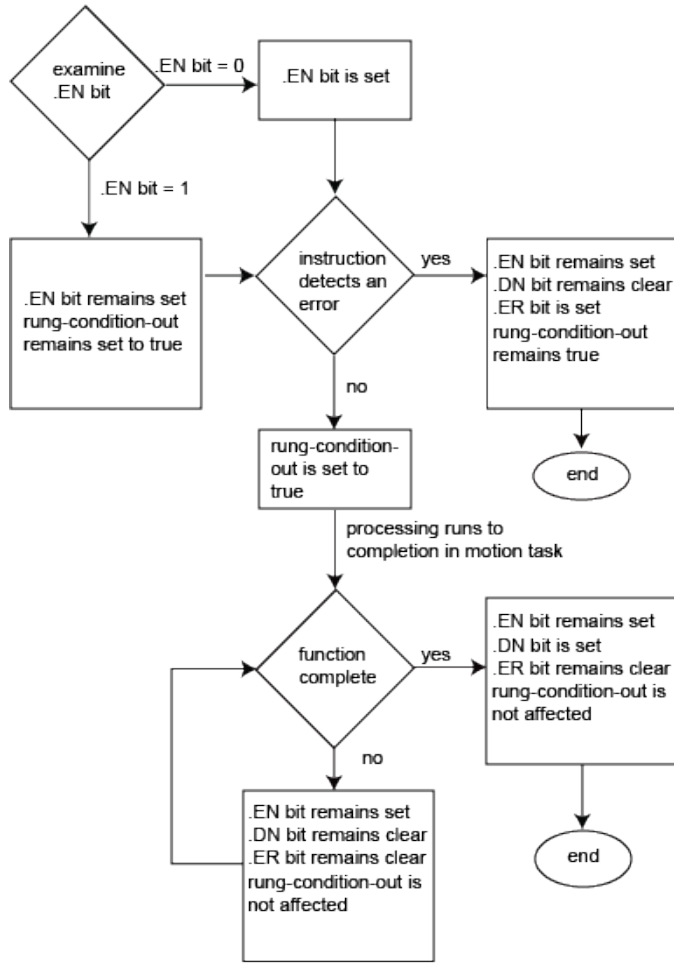 examine
.EN bit
.EN bit = 0
.EN bit is set
.EN bit = 1
.EN bit remains set
rung-condition-out
remains set to true
instruction
detects an
error
yes
.EN bit remains set
.DN bit remains clear
.ER bit is set
rung-condition-out
remains true
end
no
rung-condition-
out is set to
true
processing runs to
completion in motion task
function
complete
yes
.EN bit remains set
.DN bit is set
.ER bit remains clear
rung-condition-out is
not affected
end
no
.EN bit remains set
.DN bit remains clear
.ER bit remains clear
rung-condition-out is
not affected